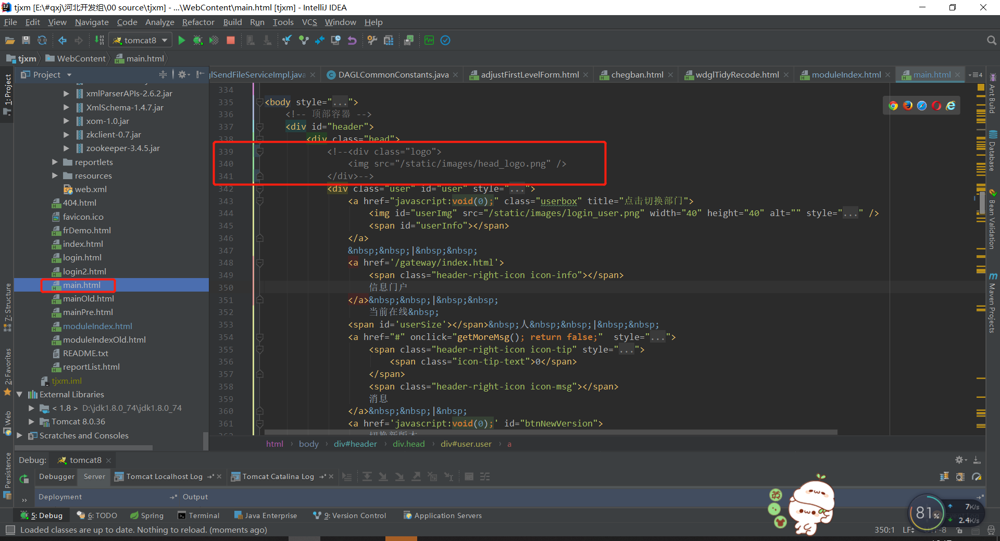 tjxm [E:\#qxj\河北开发组\00 source\tjxm] - ...\WebContent\main.html [tjxm] - IntelliJ IDEA
File Edit View Navigate Code Analyze Refactor Build Run Tools VCS Window Help
tomcat8
tjxm WebContent main.html
Project
glSendFileServiceImpl.java DAGLCommonConstants.java adjustFirstLevelForm.html chegban.html wdglTidyRecode.html moduleIndex.html main.html 4
1: Project
7: Structure
2: Favorites
Web
Persistence
xmlParserAPIs-2.6.2.jar
XmlSchema-1.4.7.jar
xom-1.0.jar
zkclient-0.7.jar
zookeeper-3.4.5.jar
reportlets
resources
web.xml
404.html
favicon.ico
frDemo.html
index.html
login.html
login2.html
main.html
mainOld.html
mainPre.html
moduleIndex.html
moduleIndexOld.html
README.txt
reportList.html
tjxm.iml
External Libraries
< 1.8 > D:\jdk1.8.0_74\jdk1.8.0_74
Tomcat 8.0.36
Scratches and Consoles
334
335 <body style="...">
336 <!-- 顶部容器 -->
337 <div id="header">
338 <div class="head">
339 <!--<div class="logo">
340 <img src="/static/images/head_logo.png" />
341 </div>-->
342 <div class="user" id="user" style="...">
343 <a href="javascript:void(0);" class="userbox" title="点击切换部门">
344 <img id="userImg" src="/static/images/login_user.png" width="40" height="40" alt="" style="..." />
345 <span id="userInfo"></span>
346 </a>
347 &nbsp;&nbsp;|&nbsp;&nbsp;
348 <a href='/gateway/index.html'>
349 <span class="header-right-icon icon-info"></span>
350 信息门户
351 </a>&nbsp;&nbsp;|&nbsp;&nbsp;
352 当前在线&nbsp;
353 <span id='userSize'></span>&nbsp;人&nbsp;&nbsp;|&nbsp;&nbsp;
354 <a href="#" onclick="getMoreMsg(); return false;" style="...">
355 <span class="header-right-icon icon-tip" style="...">
356 <span class="icon-tip-text">0</span>
357 </span>
358 <span class="header-right-icon icon-msg"></span>
359 消息
360 </a>&nbsp;&nbsp;|&nbsp;
361 <a href='javascript:void(0);' id="btnNewVersion">
362 切换新版本
html body div#header div.head div#user.user a
Ant Build
Database
Bean Validation
Maven Projects
Debug: tomcat8
Debugger Server Tomcat Localhost Log Tomcat Catalina Log
Deployment Output
5: Debug 6: TODO Spring Terminal Java Enterprise 9: Version Control Application Servers
81% 7K/s
2.4K/s
Loaded classes are up to date. Nothing to reload. (moments ago)
350:1 LF